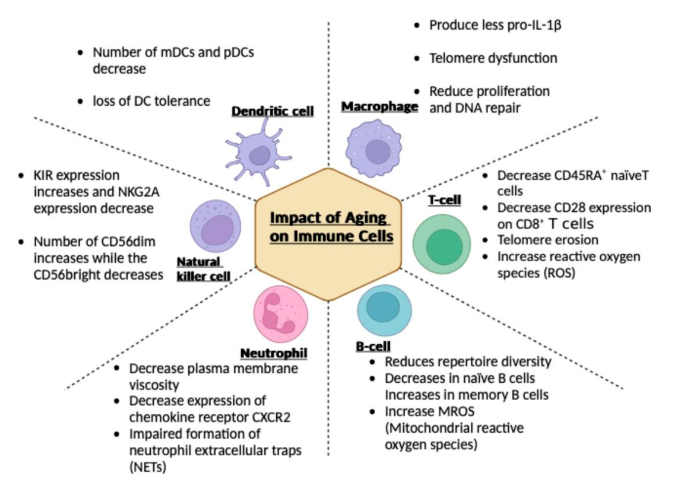 • Number of mDCs and pDCs
decrease
• loss of DC tolerance
Dendritic cell
• Produce less pro-IL-1β
• Telomere dysfunction
• Reduce proliferation
and DNA repair
Macrophage
• KIR expression
increases and NKG2A
expression decrease
• Number of CD56dim
increases while the
CD56bright decreases
Natural
killer cell
Impact of Aging
on Immune Cells
T-cell
• Decrease CD45RA⁺ naïveT
cells
• Decrease CD28 expression
on CD8⁺ T cells
• Telomere erosion
• Increase reactive oxygen
species (ROS)
Neutrophil
• Decrease plasma membrane
viscosity
• Decrease expression of
chemokine receptor CXCR2
• Impaired formation of
neutrophil extracellular traps
(NETs)
B-cell
• Reduces repertoire diversity
• Decreases in naïve B cells
Increases in memory B cells
• Increase MROS
(Mitochondrial reactive
oxygen species)